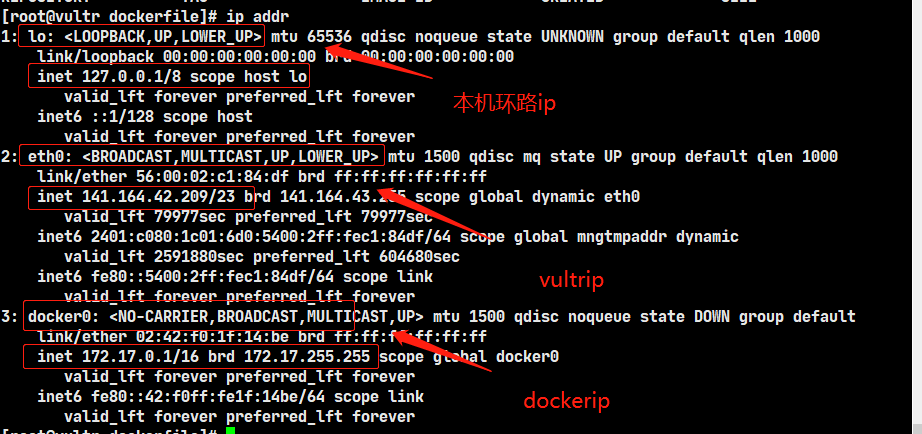 [root@vultr dockerfile]# ip addr
1: lo: <LOOPBACK,UP,LOWER_UP> mtu 65536 qdisc noqueue state UNKNOWN group default qlen 1000
link/loopback 00:00:00:00:00:00 brd 00:00:00:00:00:00
inet 127.0.0.1/8 scope host lo
valid_lft forever preferred_lft forever
本机环路ip
inet6 ::1/128 scope host
valid_lft forever preferred_lft forever
2: eth0: <BROADCAST,MULTICAST,UP,LOWER_UP> mtu 1500 qdisc mq state UP group default qlen 1000
link/ether 56:00:02:c1:84:df brd ff:ff:ff:ff:ff:ff
inet 141.164.42.209/23 brd 141.164.43.255 scope global dynamic eth0
valid_lft 79977sec preferred_lft 79977sec
inet6 2401:c080:1c01:6d0:5400:2ff:fec1:84df/64 scope global mngtmpaddr dynamic
valid_lft 2591880sec preferred_lft 604680sec
inet6 fe80::5400:2ff:fec1:84df/64 scope link
vultrip
valid_lft forever preferred_lft forever
3: docker0: <NO-CARRIER,BROADCAST,MULTICAST,UP> mtu 1500 qdisc noqueue state DOWN group default
link/ether 02:42:f0:1f:14:be brd ff:ff:ff:ff:ff:ff
inet 172.17.0.1/16 brd 172.17.255.255 scope global docker0
valid_lft forever preferred_lft forever
inet6 fe80::42:f0ff:fe1f:14be/64 scope link
dockerip
valid_lft forever preferred_lft forever
[root@vultr dockerfile]#